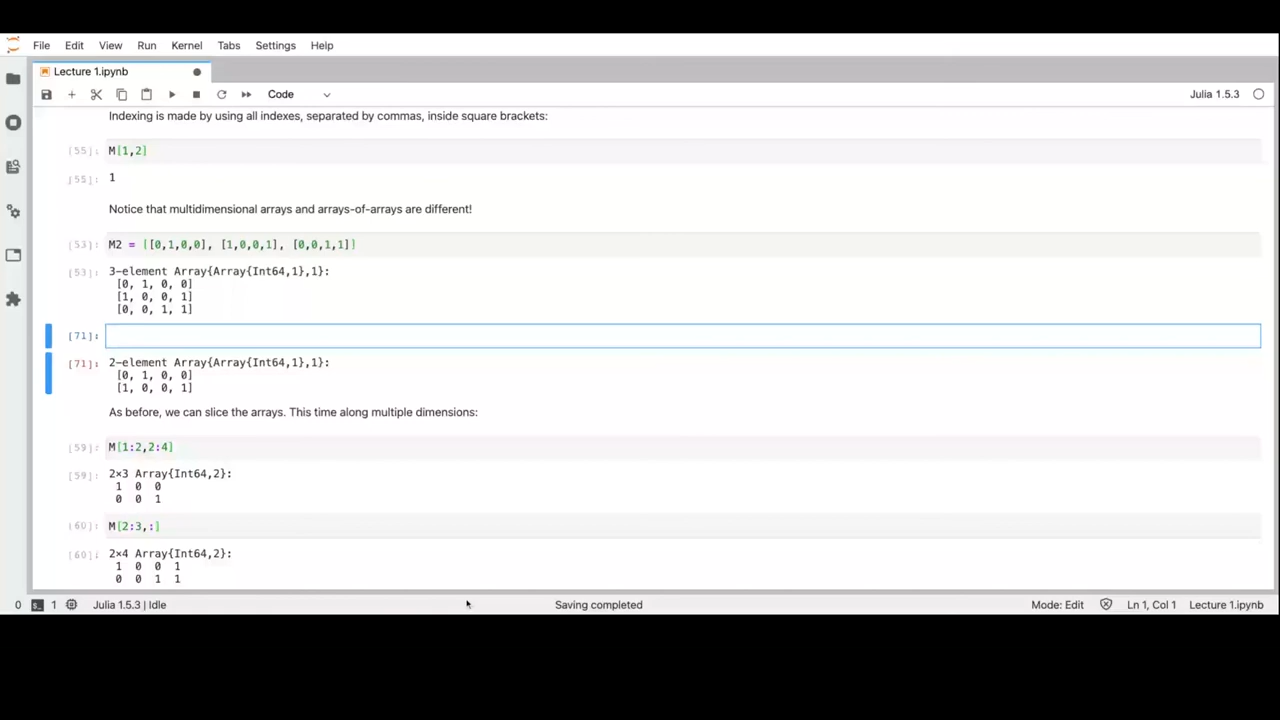 File Edit View Run Kernel Tabs Settings Help
Lecture 1.ipynb
Code
Julia 1.5.3
Indexing is made by using all indexes, separated by commas, inside square brackets:
[55]: M[1,2]
[55]: 1
Notice that multidimensional arrays and arrays-of-arrays are different!
[53]: M2 = [[0,1,0,0], [1,0,0,1], [0,0,1,1]]
[53]: 3-element Array{Array{Int64,1},1}:
[0, 1, 0, 0]
[1, 0, 0, 1]
[0, 0, 1, 1]
[71]:
[71]: 2-element Array{Array{Int64,1},1}:
[0, 1, 0, 0]
[1, 0, 0, 1]
As before, we can slice the arrays. This time along multiple dimensions:
[59]: M[1:2,2:4]
[59]: 2×3 Array{Int64,2}:
1 0 0
0 0 1
[60]: M[2:3,:]
[60]: 2×4 Array{Int64,2}:
1 0 0 1
0 0 1 1
0 1 Julia 1.5.3 | Idle Saving completed Mode: Edit Ln 1, Col 1 Lecture 1.ipynb